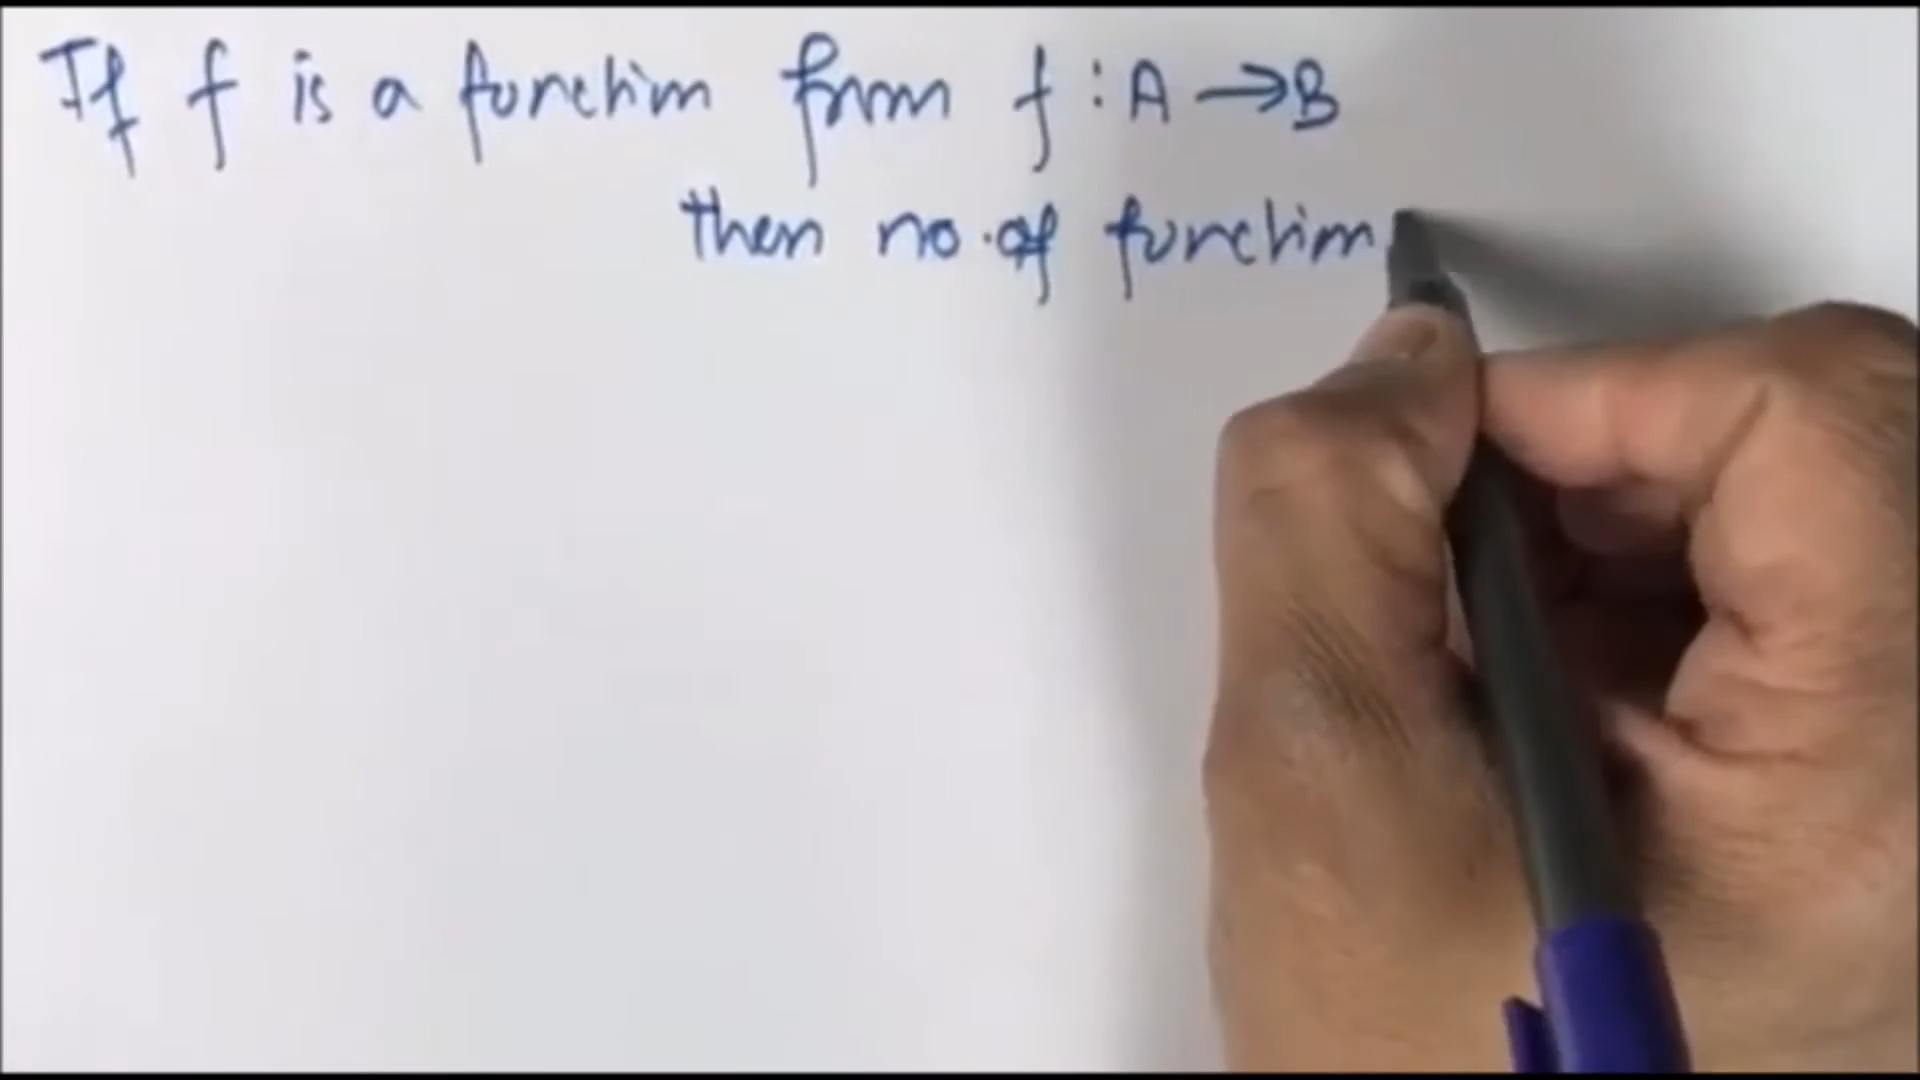 If f is a function from f : A → B
then no. of function